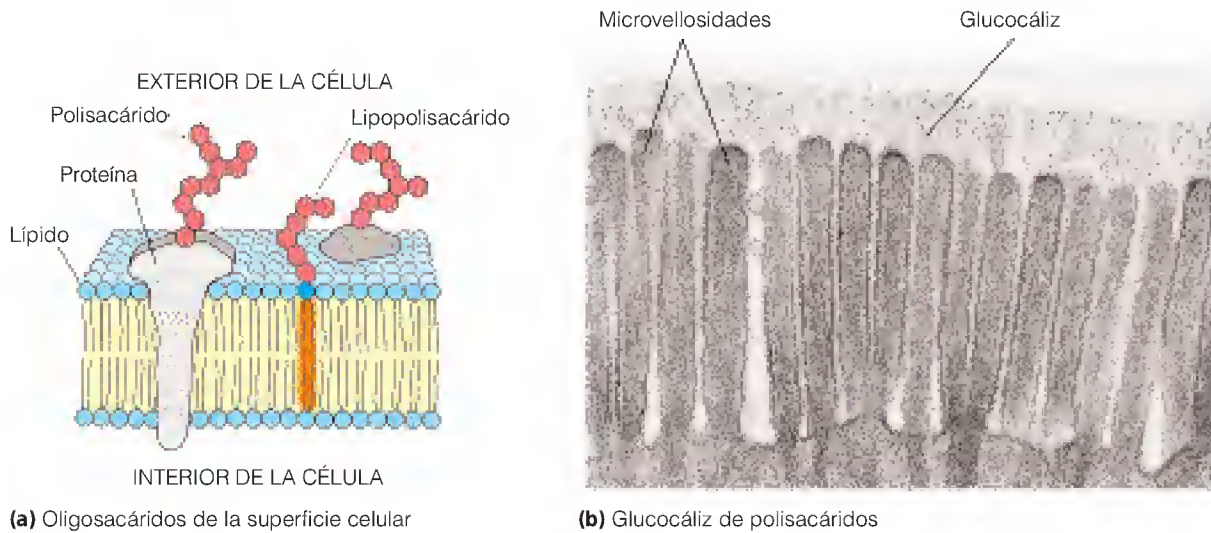 EXTERIOR DE LA CÉLULA
Polisacárido
Lipopolisacárido
Proteína
Lípido
INTERIOR DE LA CÉLULA
(a) Oligosacáridos de la superficie celular
Microvellosidades
Glucocáliz
(b) Glucocáliz de polisacáridos